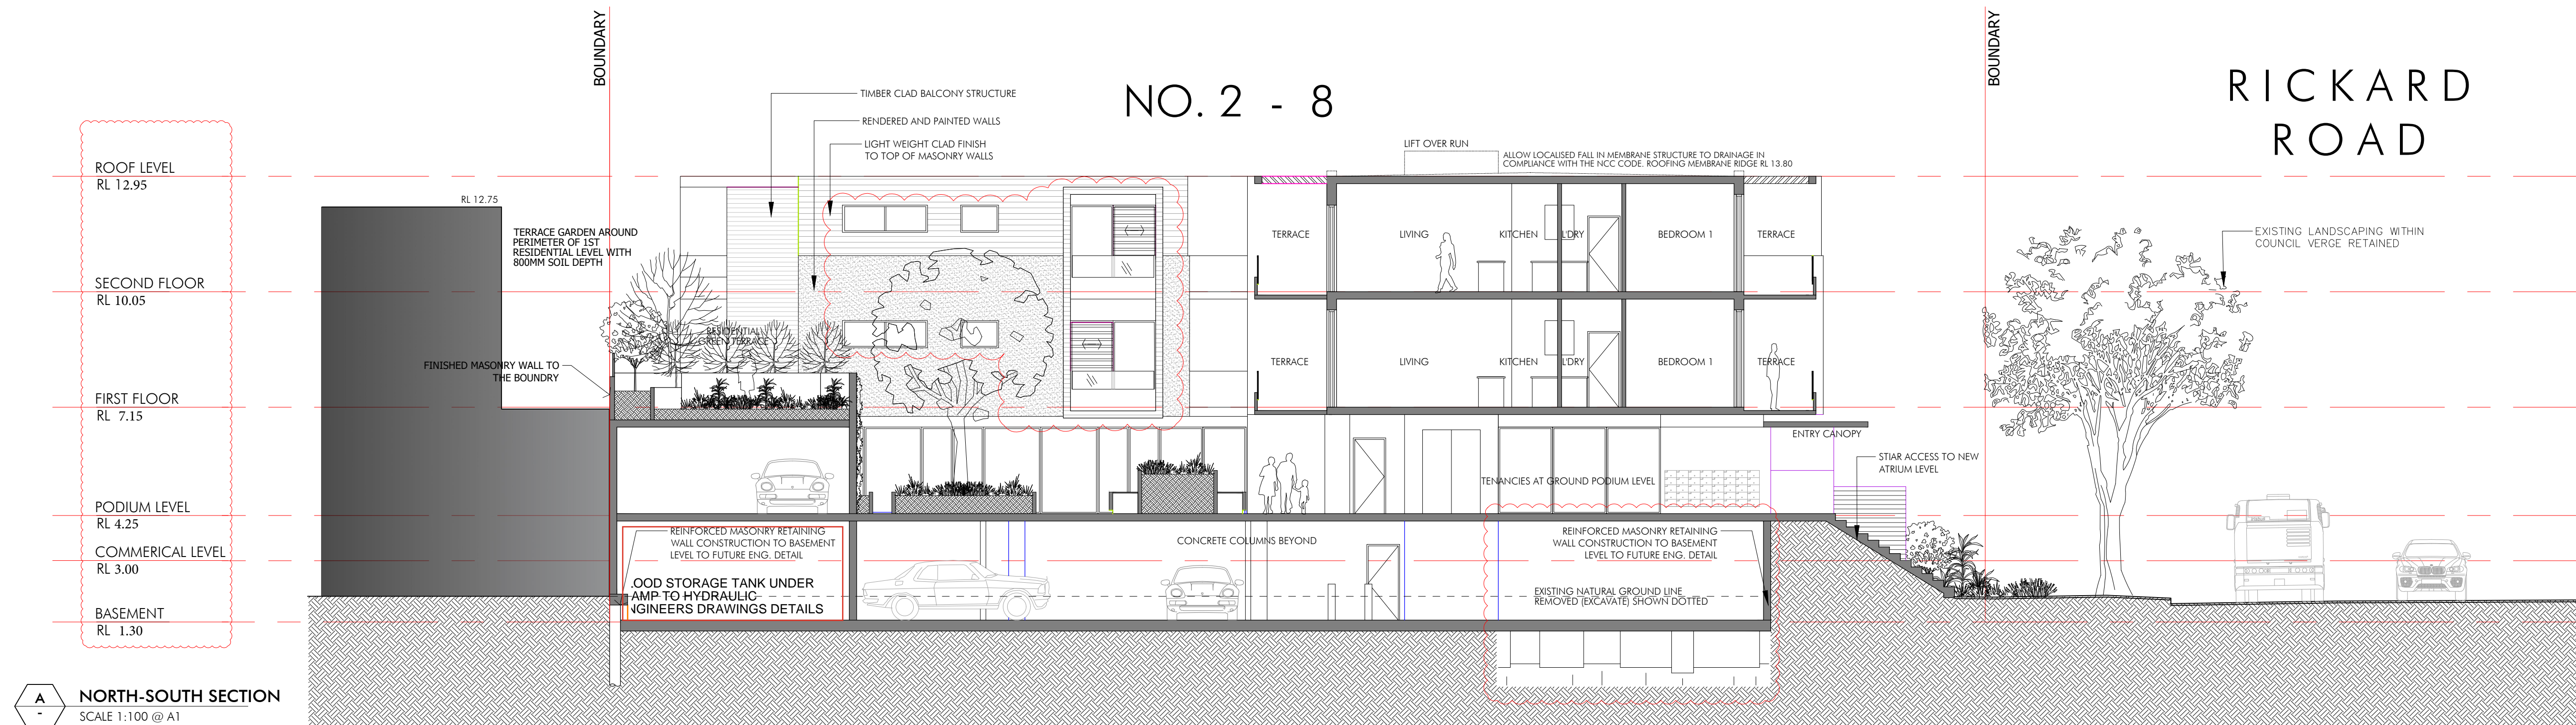 BOUNDARY
BOUNDARY
NO. 2 - 8
RICKARD
ROAD
TIMBER CLAD BALCONY STRUCTURE
RENDERED AND PAINTED WALLS
LIGHT WEIGHT CLAD FINISH
TO TOP OF MASONRY WALLS
LIFT OVER RUN
ALLOW LOCALISED FALL IN MEMBRANE STRUCTURE TO DRAINAGE IN
COMPLIANCE WITH THE NCC CODE. ROOFING MEMBRANE RIDGE RL 13.80
ROOF LEVEL
RL 12.95
RL 12.75
TERRACE GARDEN AROUND
PERIMETER OF 1ST
RESIDENTIAL LEVEL WITH
800MM SOIL DEPTH
TERRACE
LIVING
KITCHEN
L'DRY
BEDROOM 1
TERRACE
EXISTING LANDSCAPING WITHIN
COUNCIL VERGE RETAINED
SECOND FLOOR
RL 10.05
RESIDENTIAL
GREEN TERRACE
FINISHED MASONRY WALL TO
THE BOUNDRY
TERRACE
LIVING
KITCHEN
L'DRY
BEDROOM 1
TERRACE
FIRST FLOOR
RL 7.15
ENTRY CANOPY
STIAR ACCESS TO NEW
ATRIUM LEVEL
TENANCIES AT GROUND PODIUM LEVEL
PODIUM LEVEL
RL 4.25
REINFORCED MASONRY RETAINING
WALL CONSTRUCTION TO BASEMENT
LEVEL TO FUTURE ENG. DETAIL
CONCRETE COLUMNS BEYOND
REINFORCED MASONRY RETAINING
WALL CONSTRUCTION TO BASEMENT
LEVEL TO FUTURE ENG. DETAIL
COMMERICAL LEVEL
RL 3.00
OOD STORAGE TANK UNDER
AMP TO HYDRAULIC
NGINEERS DRAWINGS DETAILS
EXISTING NATURAL GROUND LINE
REMOVED (EXCAVATE) SHOWN DOTTED
BASEMENT
RL 1.30
A
-
NORTH-SOUTH SECTION
SCALE 1:100 @ A1